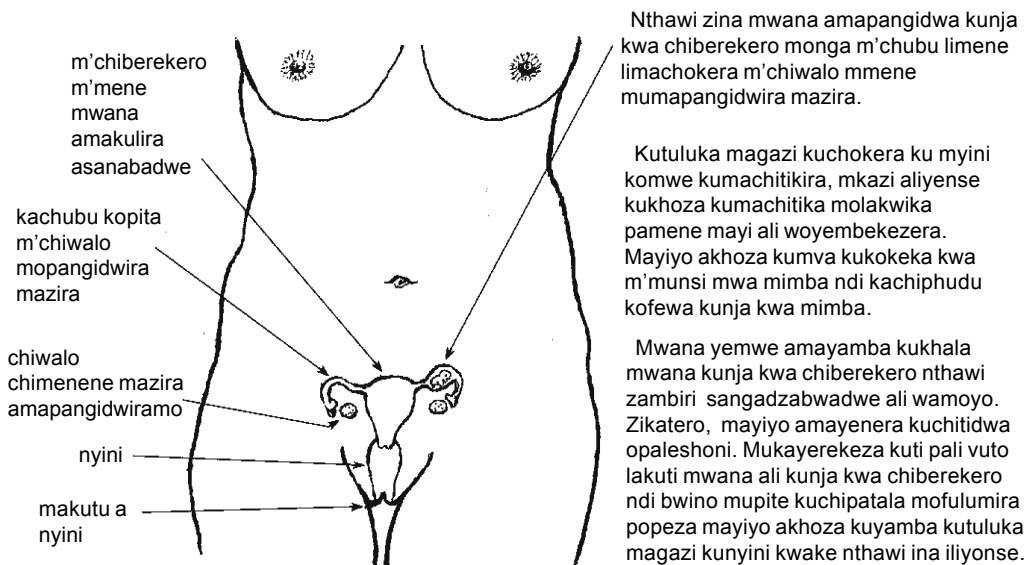 m'chiberekero
m'mene
mwana
amakulira
asanabadwe
kachubu kopita
m'chiwalo
mopangidwira
mazira
chiwalo
chimenene mazira
amapangidwiramo
nyini
makutu a
nyini
Nthawi zina mwana amapangidwa kunja
kwa chiberekero monga m'chubu limene
limachokera m'chiwalo mmene
mumapangidwira mazira.
Kutuluka magazi kuchokera ku myini
komwe kumachitikira, mkazi aliyense
kukhoza kumachitika molakwika
pamene mayi ali woyembekezera.
Mayiyo akhoza kumva kukokeka kwa
m'munsi mwa mimba ndi kachiphudu
kofewa kunja kwa mimba.
Mwana yemwe amayamba kukhala
mwana kunja kwa chiberekero nthawi
zambiri sangadzabwadwe ali wamoyo.
Zikatero, mayiyo amayenera kuchitidwa
opaleshoni. Mukayerekeza kuti pali vuto
lakuti mwana ali kunja kwa chiberekero
ndi bwino mupite kuchipatala mofulumira
popeza mayiyo akhoza kuyamba kutuluka
magazi kunyini kwake nthawi ina iliyonse.